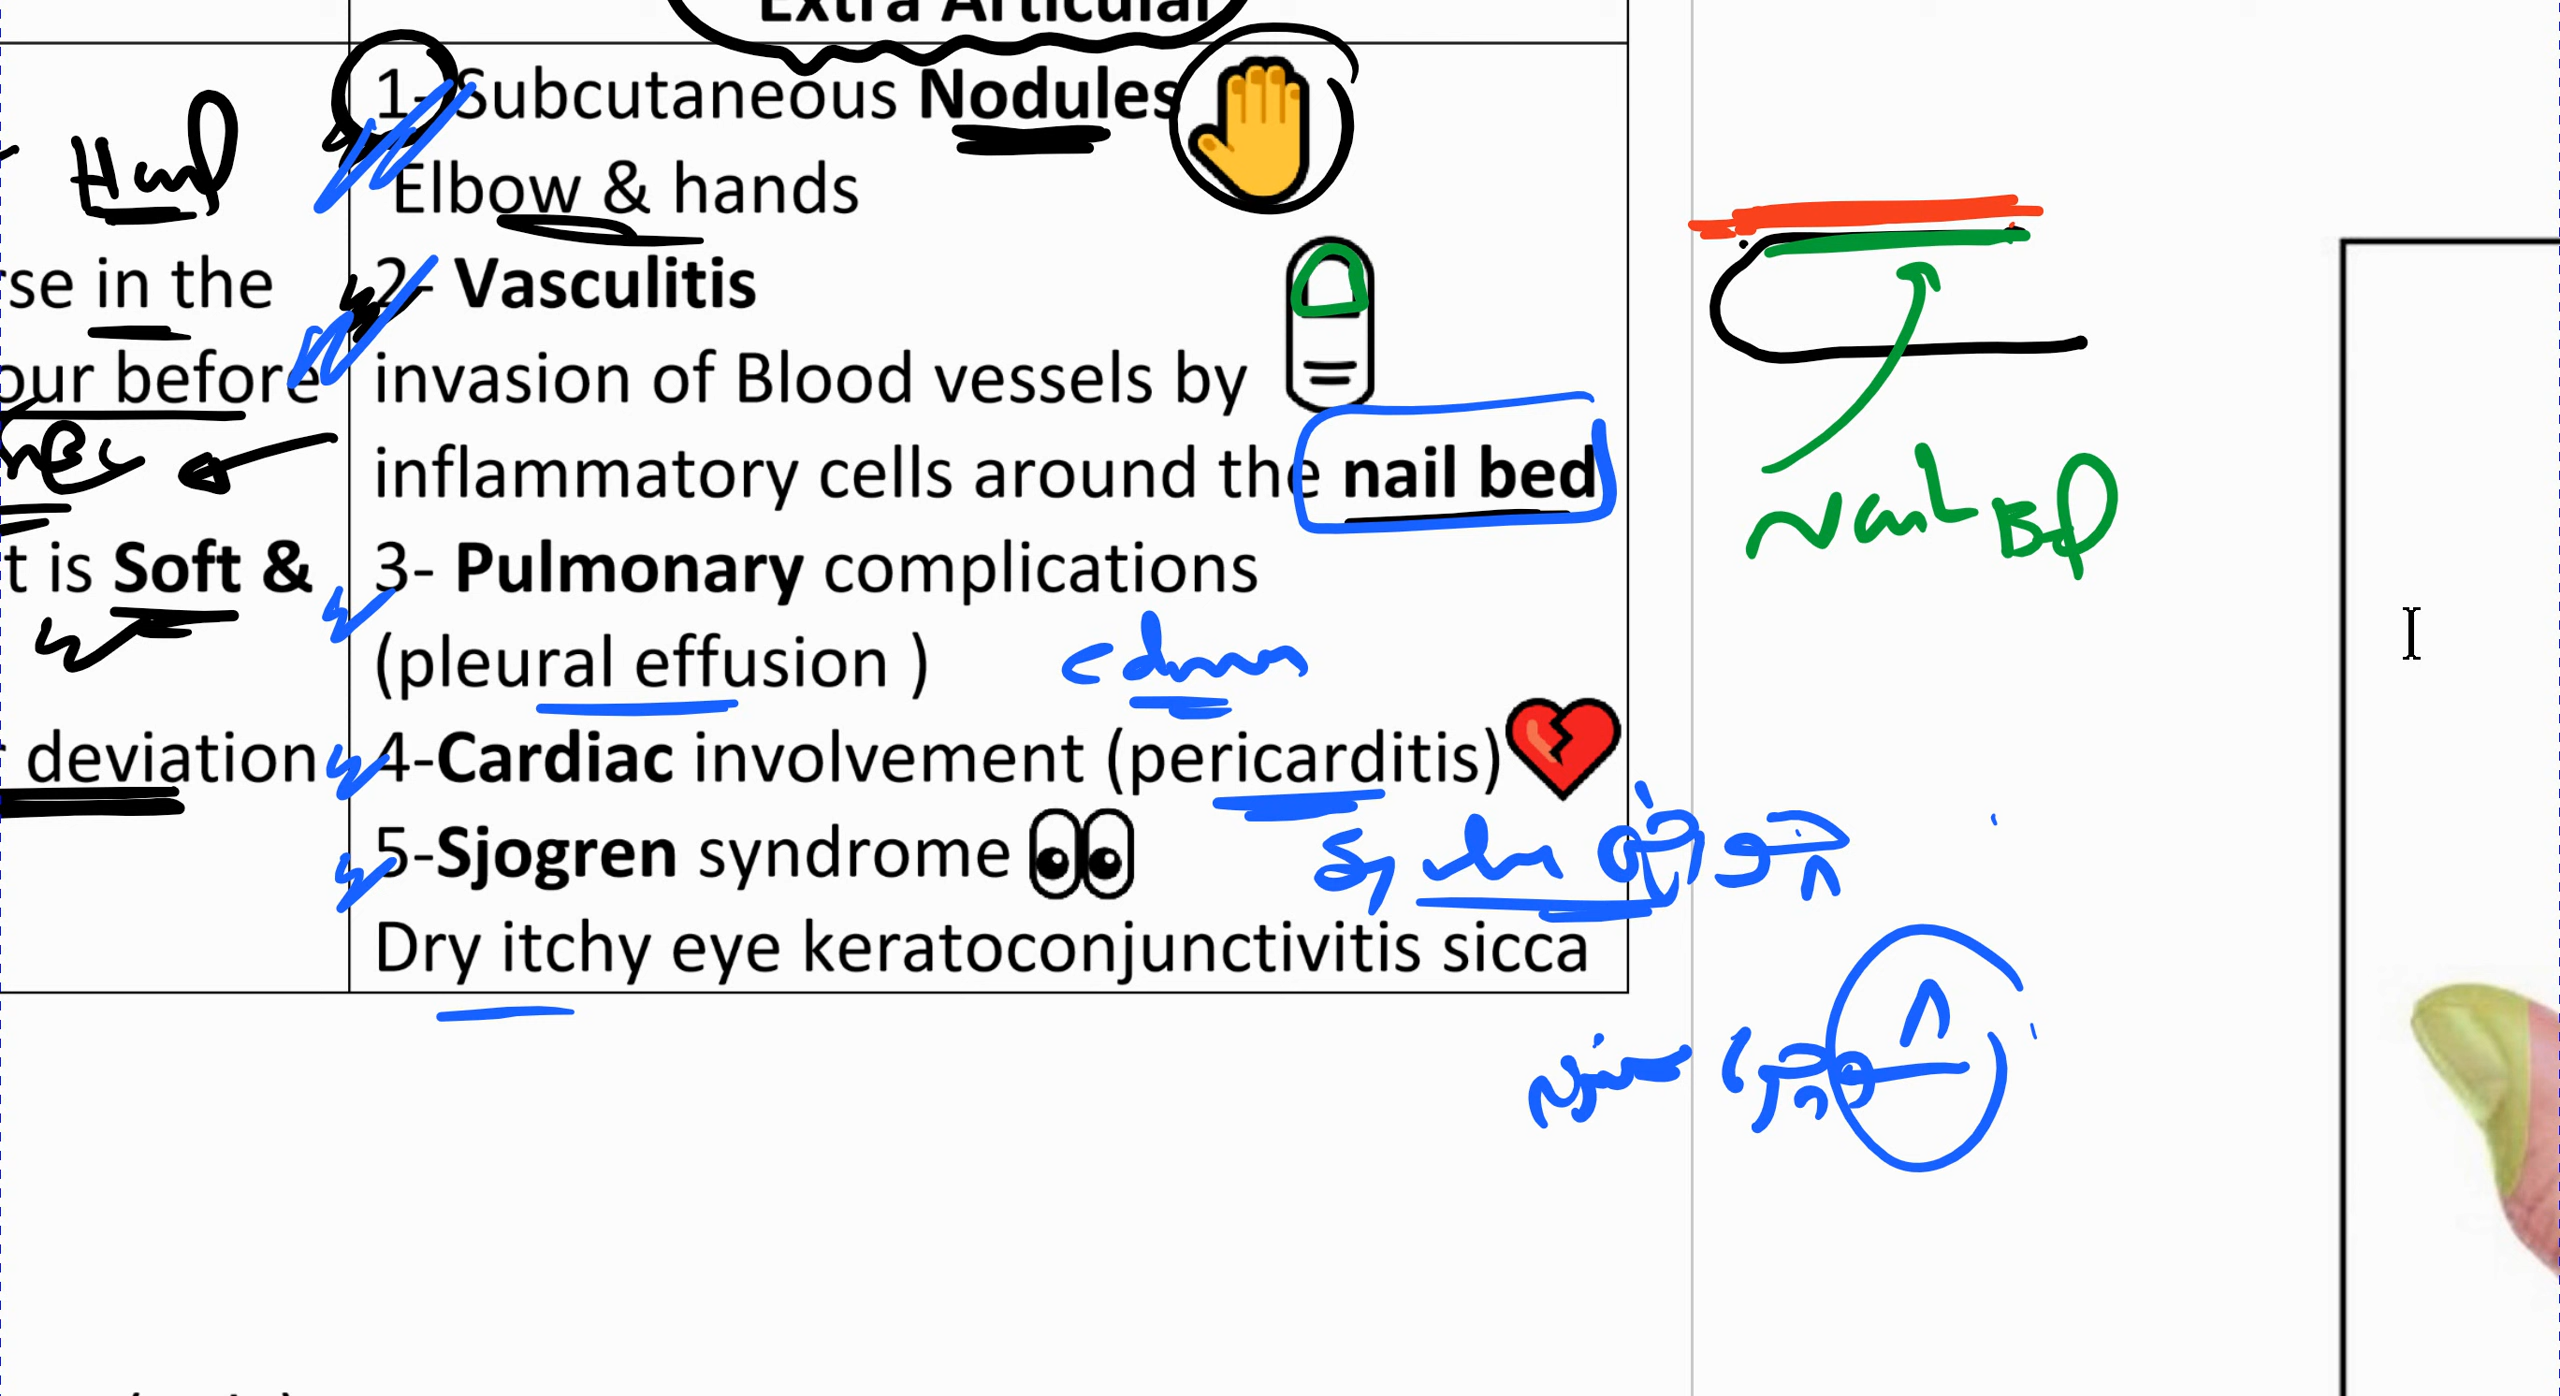 Extra Articular
Hand
1- Subcutaneous Nodules
Elbow & hands
se in the
2- Vasculitis
our before
invasion of Blood vessels by
inflammatory cells around the nail bed
Nail Bed
t is Soft &
3- Pulmonary complications
(pleural effusion )
edema
deviation
4-Cardiac involvement (pericarditis)
5-Sjogren syndrome
Dry itchy eye keratoconjunctivitis sicca